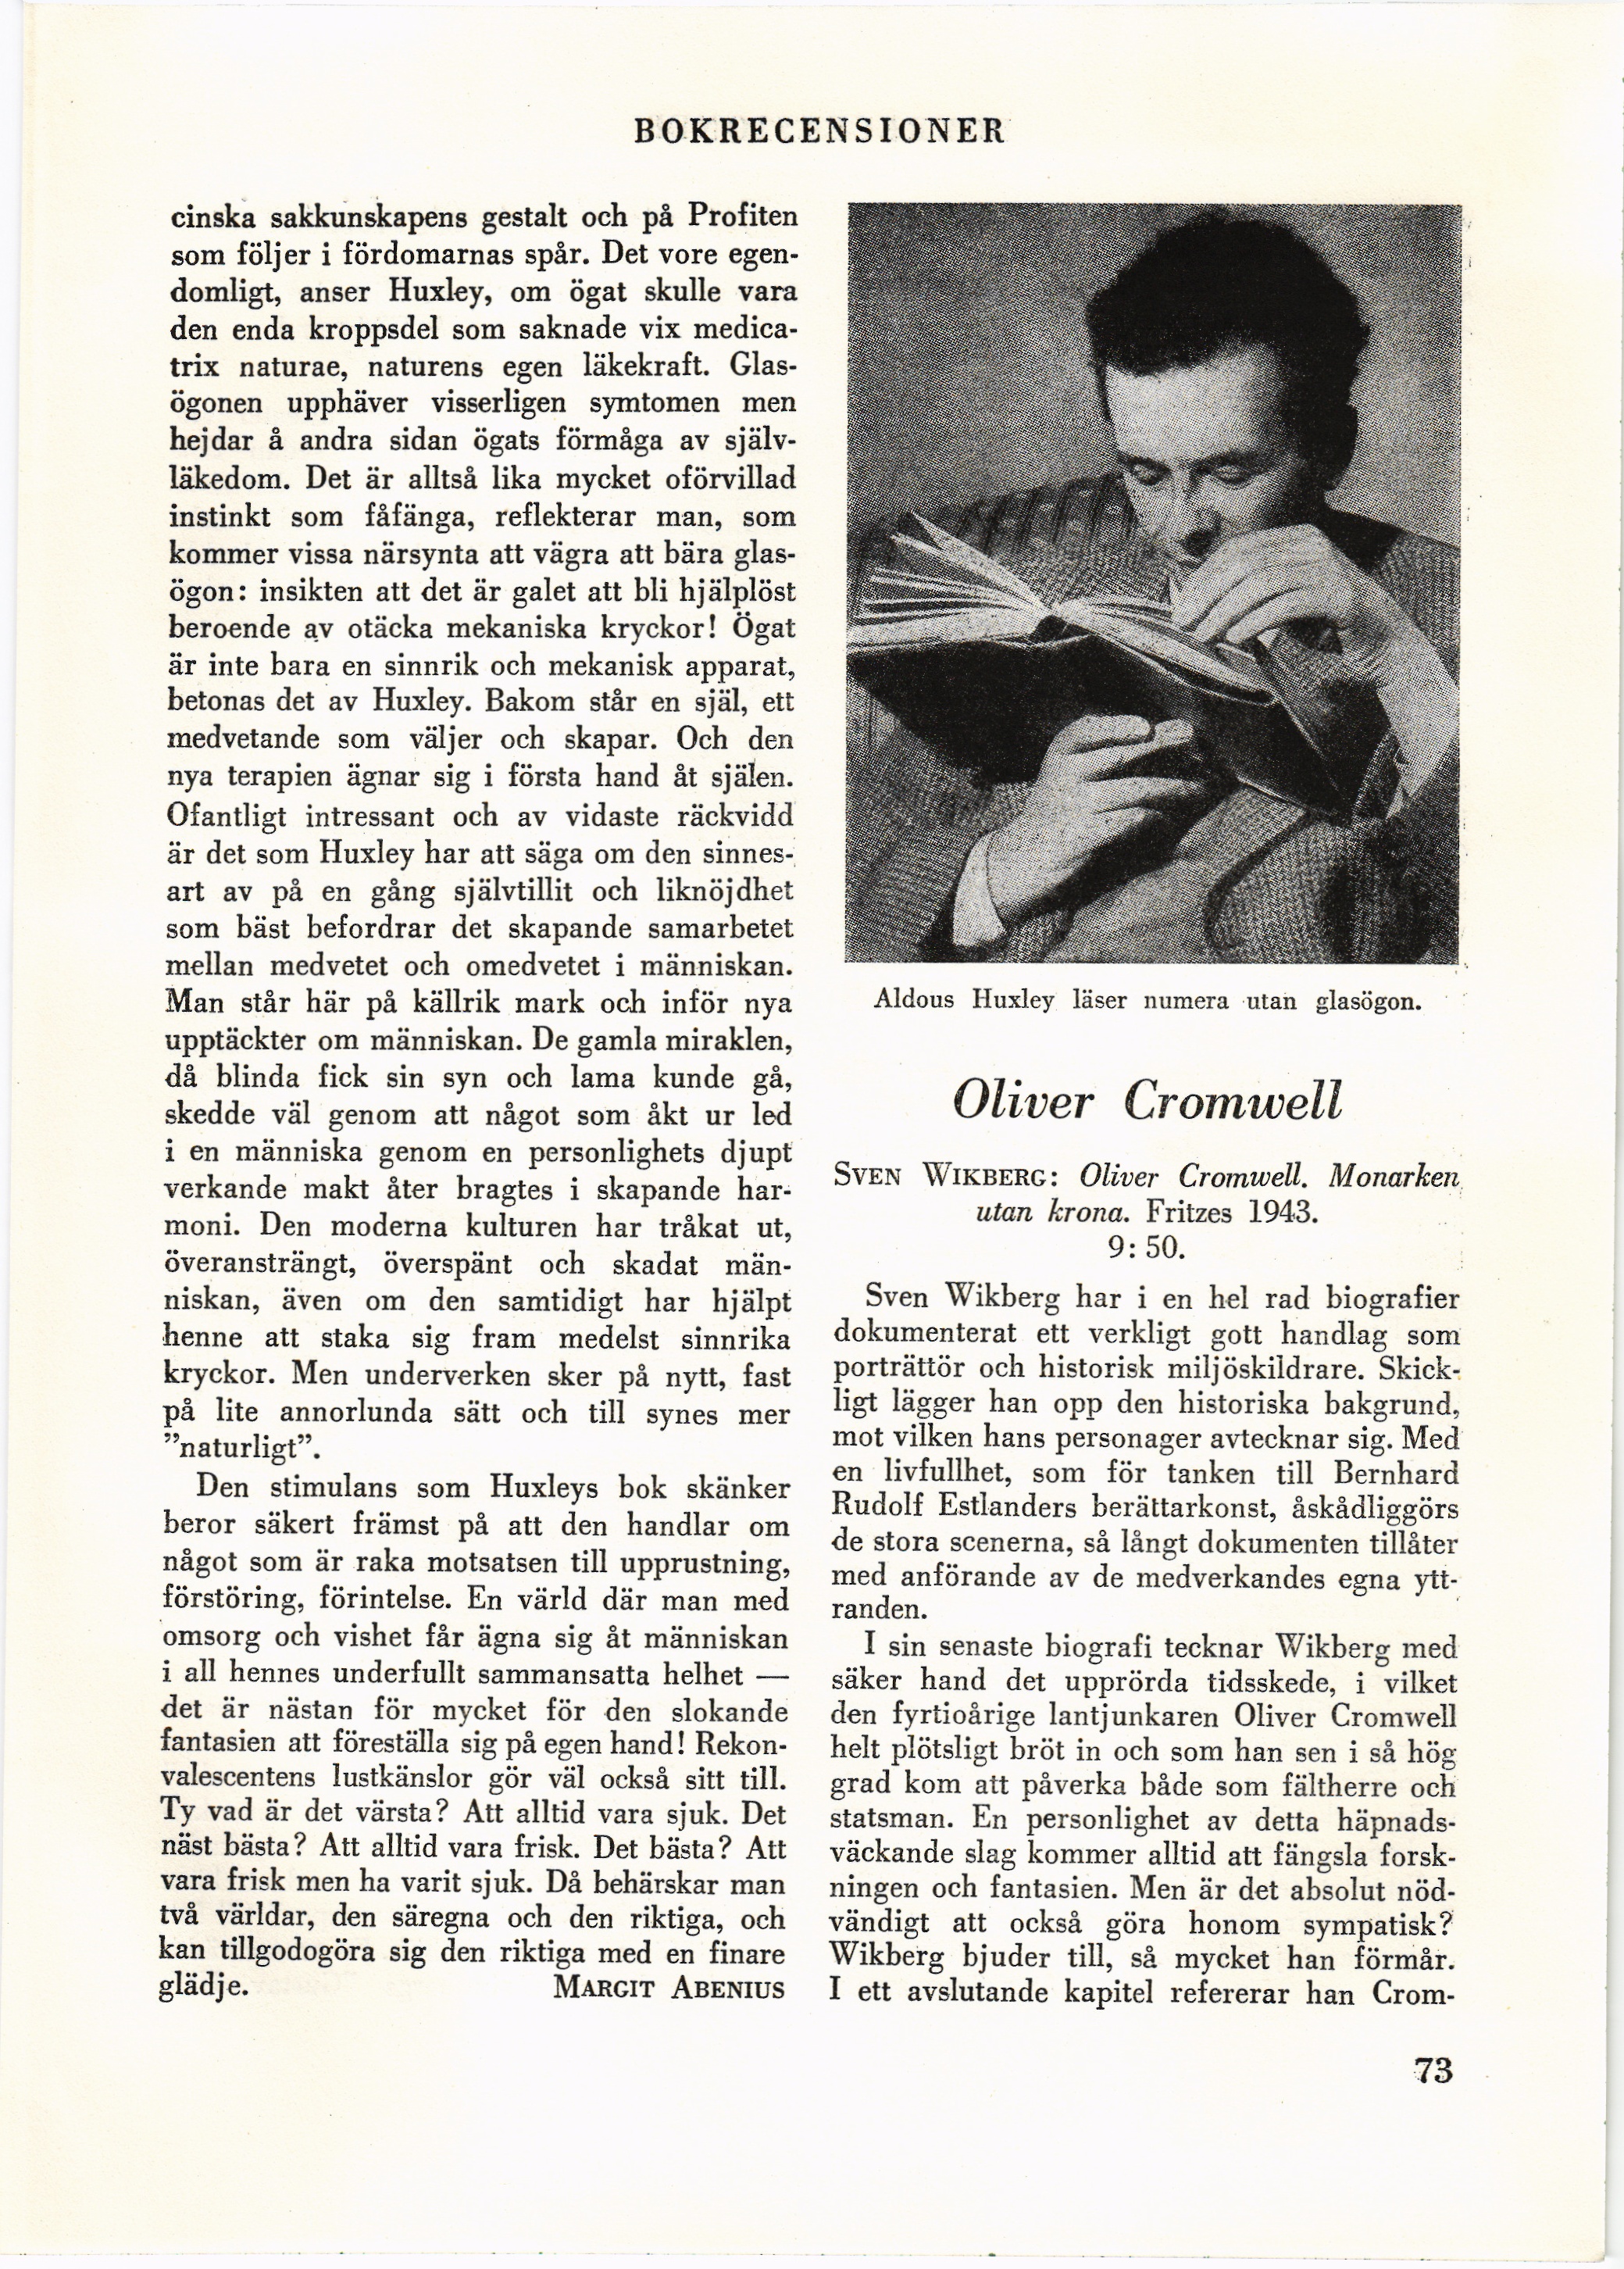 BOKRECENSIONER
cinska sakkunskapens gestalt och på Profiten
som följer i fördomarnas spår. Det vore egen-
domligt, anser Huxley, om ögat skulle vara
den enda kroppsdel som saknade vix medica-
trix naturae, naturens egen läkekraft. Glas-
ögonen upphäver visserligen symtomen men
hejdar å andra sidan ögats förmåga av själv-
läkedom. Det är alltså lika mycket oförvillad
instinkt som fåfänga, reflekterar man, som
kommer vissa närsynta att vägra att bära glas-
ögon: insikten att det är galet att bli hjälplöst
beroende av otäcka mekaniska kryckor! Ögat
är inte bara en sinnrik och mekanisk apparat,
betonas det av Huxley. Bakom står en själ, ett
medvetande som väljer och skapar. Och den
nya terapien ägnar sig i första hand åt själen.
Ofantligt intressant och av vidaste räckvidd
är det som Huxley har att säga om den sinnes-
art av på en gång självtillit och liknöjdhet
som bäst befordrar det skapande samarbetet
mellan medvetet och omedvetet i människan.
Man står här på källrik mark och inför nya
upptäckter om människan. De gamla miraklen,
då blinda fick sin syn och lama kunde gå,
skedde väl genom att något som åkt ur led
i en människa genom en personlighets djupt
verkande makt åter bragtes i skapande har-
moni. Den moderna kulturen har tråkat ut,
överansträngt, överspänt och skadat män-
niskan, även om den samtidigt har hjälpt
henne att staka sig fram medelst sinnrika
kryckor. Men underverken sker på nytt, fast
på lite annorlunda sätt och till synes mer
”naturligt”.
Den stimulans som Huxleys bok skänker
beror säkert främst på att den handlar om
något som är raka motsatsen till upprustning,
förstöring, förintelse. En värld där man med
omsorg och vishet får ägna sig åt människan
i all hennes underfullt sammansatta helhet —
det är nästan för mycket för den slokande
fantasien att föreställa sig på egen hand! Rekon-
valescentens lustkänslor gör väl också sitt till.
Ty vad är det värsta? Att alltid vara sjuk. Det
näst bästa? Att alltid vara frisk. Det bästa? Att
vara frisk men ha varit sjuk. Då behärskar man
två världar, den säregna och den riktiga, och
kan tillgodogöra sig den riktiga med en finare
glädje. MARGIT ABENIUS
Aldous Huxley läser numera utan glasögon.
Oliver Cromwell
SVEN WIKBERG: Oliver Cromwell. Monarken
utan krona. Fritzes 1943.
9: 50.
Sven Wikberg har i en hel rad biografier
dokumenterat ett verkligt gott handlag som
porträttör och historisk miljöskildrare. Skick-
ligt lägger han opp den historiska bakgrund,
mot vilken hans personager avtecknar sig. Med
en livfullhet, som för tanken till Bernhard
Rudolf Estlanders berättarkonst, åskådliggörs
de stora scenerna, så långt dokumenten tillåter
med anförande av de medverkandes egna ytt-
randen.
I sin senaste biografi tecknar Wikberg med
säker hand det upprörda tidsskede, i vilket
den fyrtioårige lantjunkaren Oliver Cromwell
helt plötsligt bröt in och som han sen i så hög
grad kom att påverka både som fältherre och
statsman. En personlighet av detta häpnads-
väckande slag kommer alltid att fängsla forsk-
ningen och fantasien. Men är det absolut nöd-
vändigt att också göra honom sympatisk?
Wikberg bjuder till, så mycket han förmår.
I ett avslutande kapitel refererar han Crom-
73